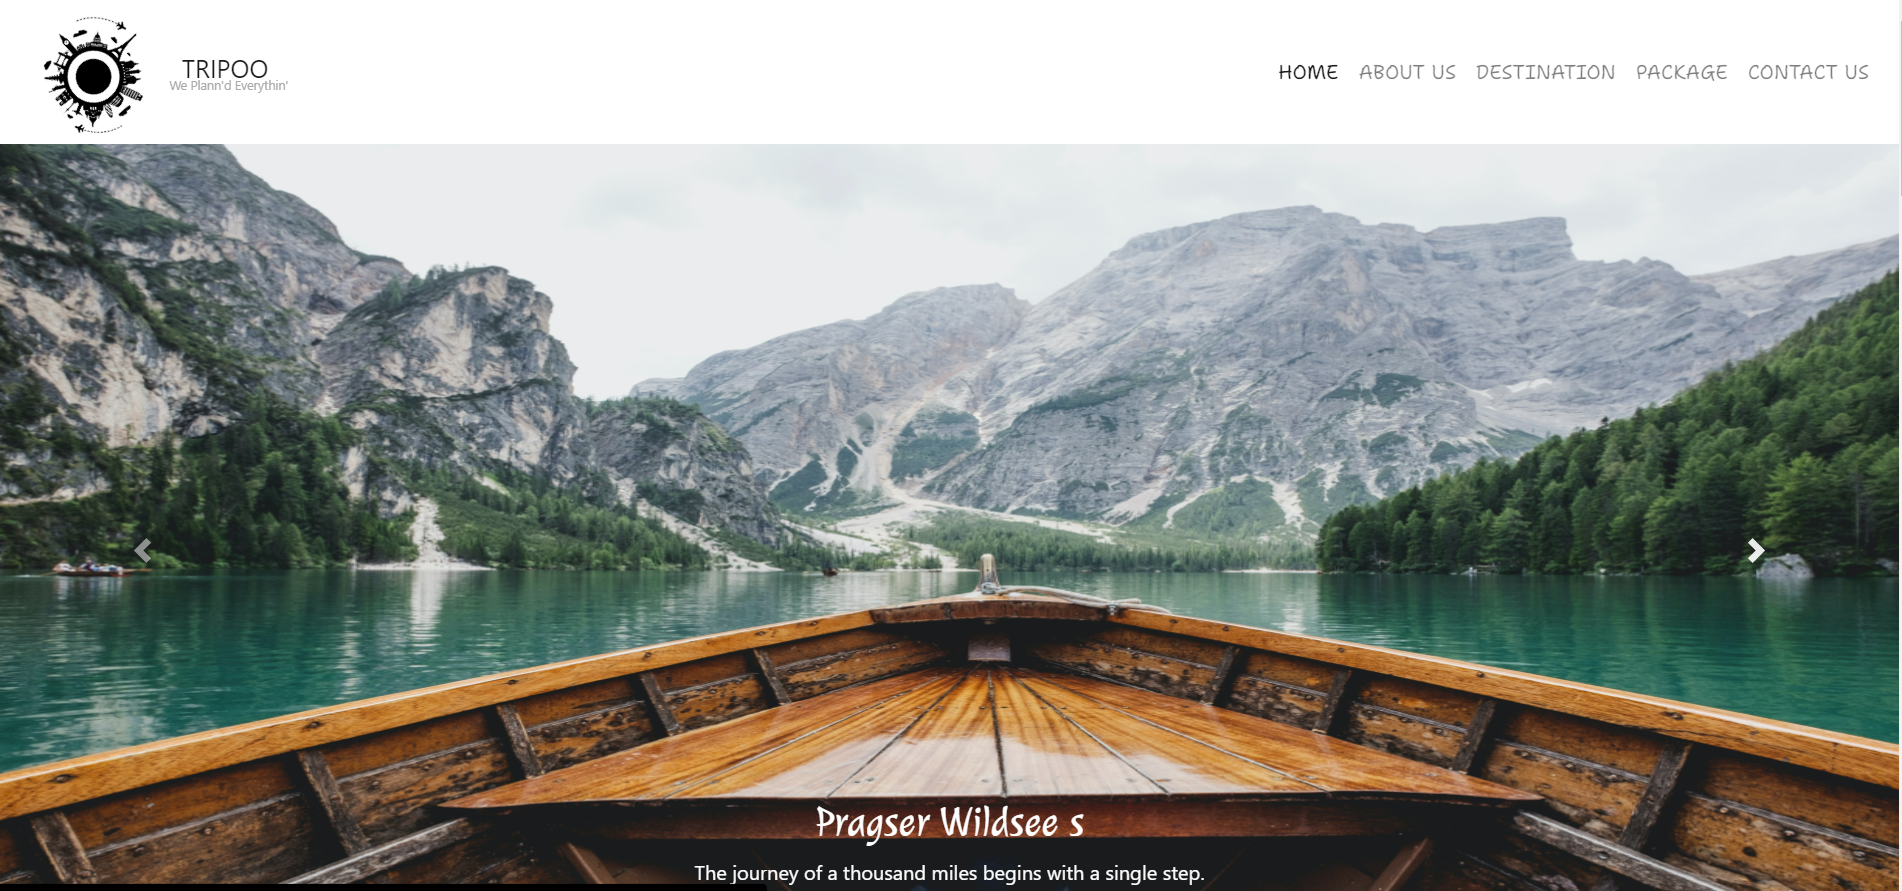 TRIPOO
We Plann'd Everythin'
HOME ABOUT US DESTINATION PACKAGE CONTACT US
Pragser Wildsee s
The journey of a thousand miles begins with a single step.